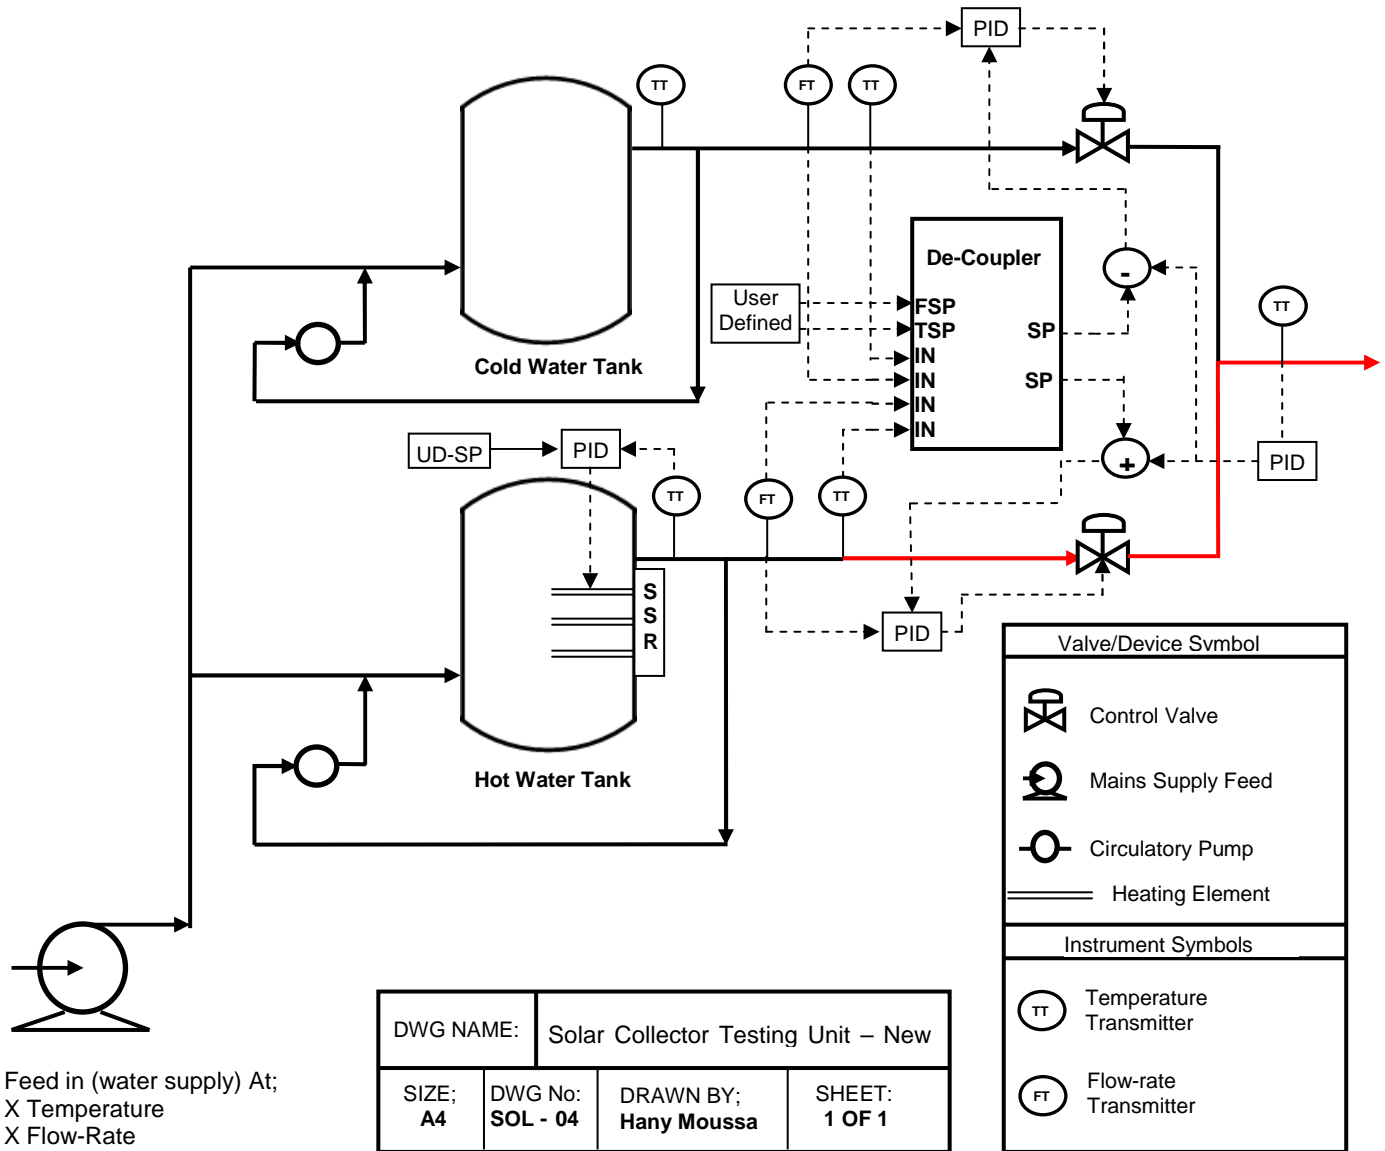 PID
TT
FT
TT
De-Coupler
User
Defined
FSP
TSP
IN
IN
IN
IN
SP
SP
-
+
TT
PID
Cold Water Tank
UD-SP
PID
TT
FT
TT
S
S
R
PID
Hot Water Tank
Valve/Device Symbol
Control Valve
Mains Supply Feed
Circulatory Pump
Heating Element
Instrument Symbols
TT
Temperature
Transmitter
FT
Flow-rate
Transmitter
Feed in (water supply) At;
X Temperature
X Flow-Rate
DWG NAME:
Solar Collector Testing Unit – New
SIZE;
A4
DWG No:
SOL - 04
DRAWN BY;
Hany Moussa
SHEET:
1 OF 1